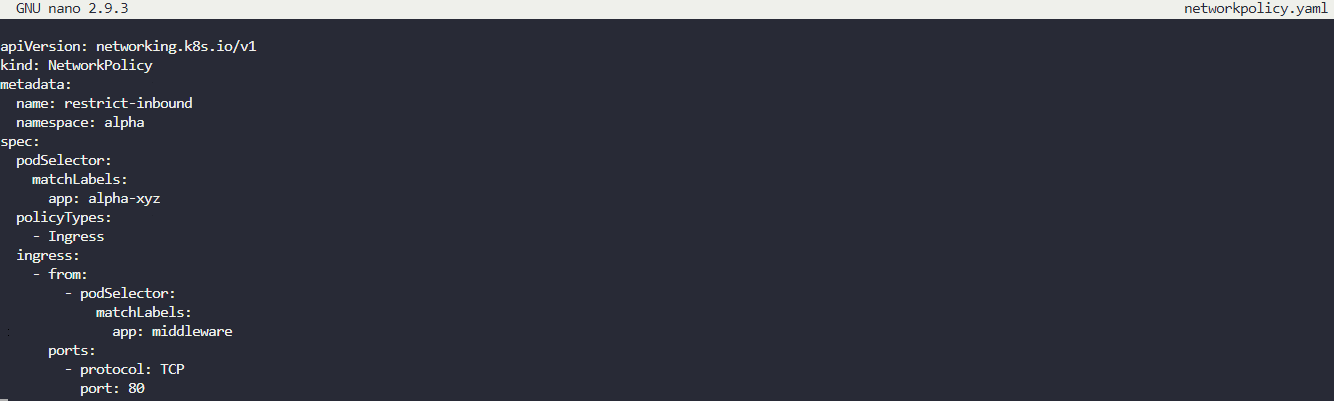 GNU nano 2.9.3 networkpolicy.yaml
apiVersion: networking.k8s.io/v1
kind: NetworkPolicy
metadata:
  name: restrict-inbound
  namespace: alpha
spec:
  podSelector:
    matchLabels:
      app: alpha-xyz
  policyTypes:
    - Ingress
  ingress:
    - from:
        - podSelector:
            matchLabels:
              app: middleware
      ports:
        - protocol: TCP
          port: 80